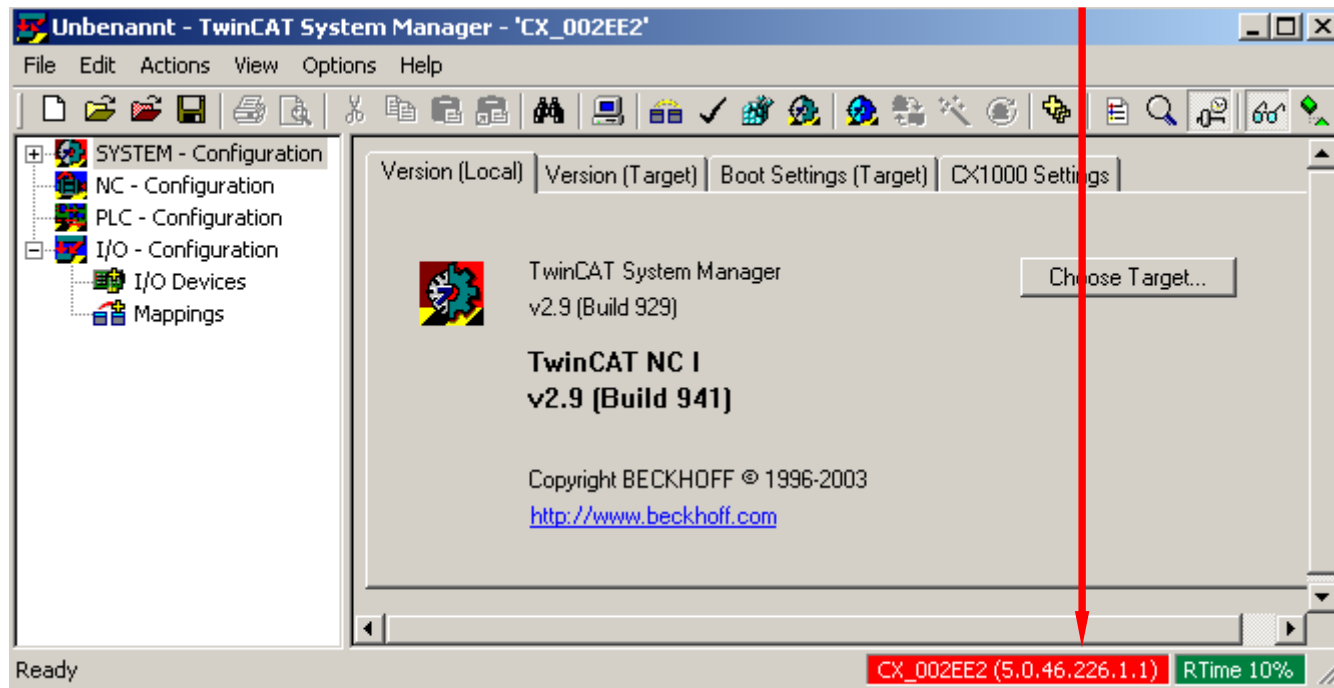 Unbenannt - TwinCAT System Manager - 'CX_002EE2'
File Edit Actions View Options Help
SYSTEM - Configuration
NC - Configuration
PLC - Configuration
I/O - Configuration
I/O Devices
Mappings
Version (Local) Version (Target) Boot Settings (Target) CX1000 Settings
TwinCAT System Manager
v2.9 (Build 929)
Choose Target...
TwinCAT NC I
v2.9 (Build 941)
Copyright BECKHOFF © 1996-2003
http://www.beckhoff.com
Ready CX_002EE2 (5.0.46.226.1.1) RTime 10%